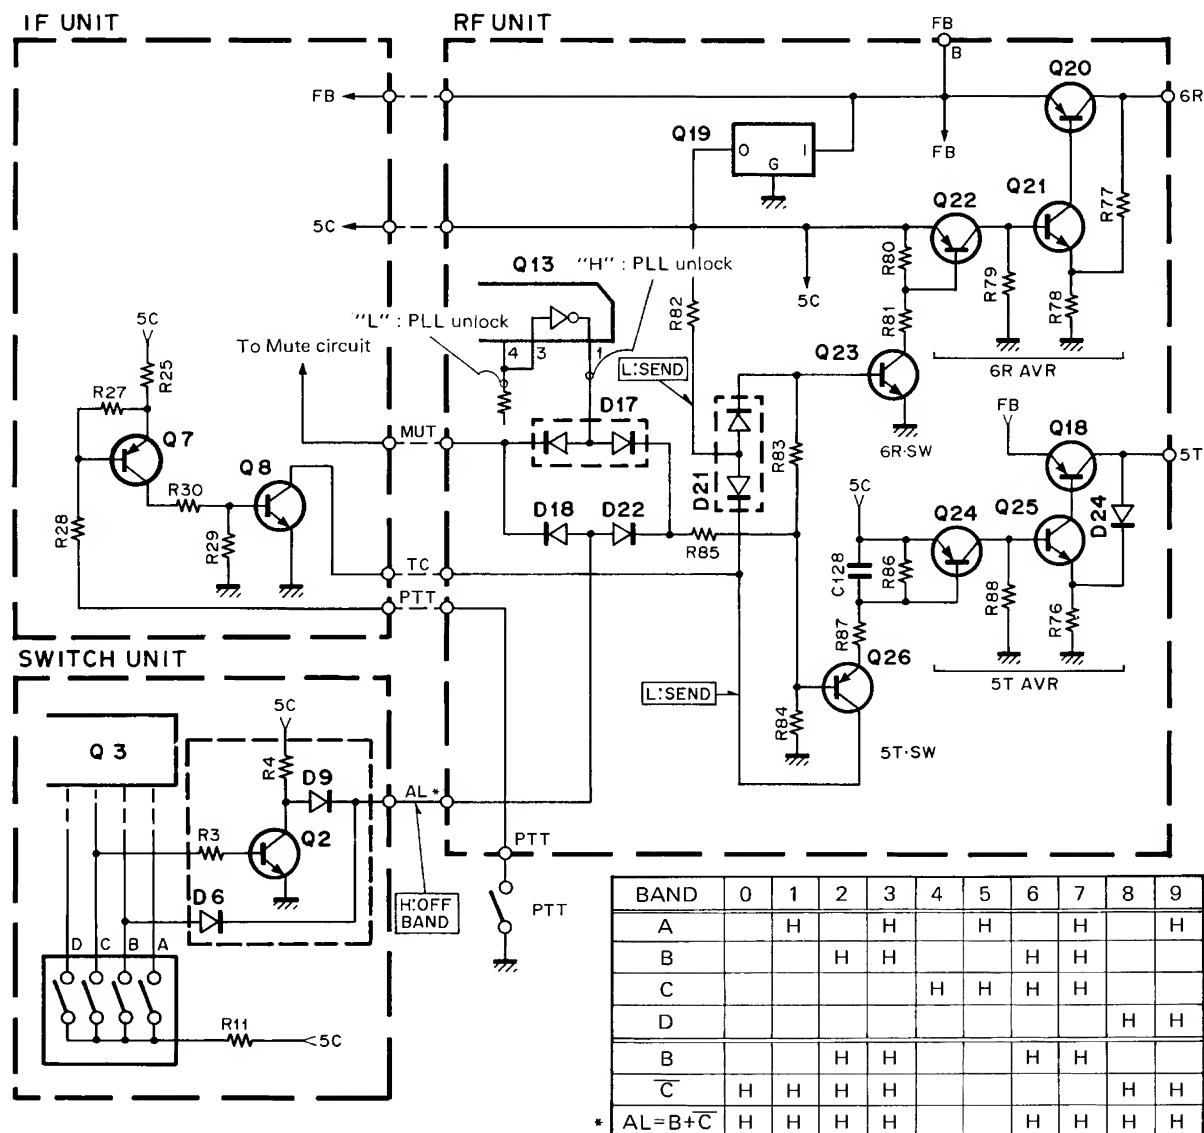 IF UNIT
RF UNIT
FB
B
Q20
FB
6R
Q19
O
I
G
FB
Q21
Q22
R77
5C
R80
R79
R78
R81
5C
Q13
"H" : PLL unlock
"L" : PLL unlock
4
3
1
R82
L:SEND
Q23
6R AVR
6R·SW
5C
R25
R27
Q7
To Mute circuit
MUT
D17
D21
R83
FB
Q18
5T
R30
Q8
R28
R29
D18
D22
R85
5C
Q24
Q25
D24
C128
R86
R88
R76
TC
PTT
R87
Q26
5T AVR
L:SEND
R84
5T·SW
SWITCH UNIT
Q3
5C
R4
D9
AL *
R3
Q2
D6
H:OFF
BAND
PTT
PTT
D C B A
R11
5C
BAND 0 1 2 3 4 5 6 7 8 9
A H H H H H
B H H H H
C H H H H
D H H
B H H H H
C̅ H H H H H H
* AL=B+C̅ H H H H H H H H